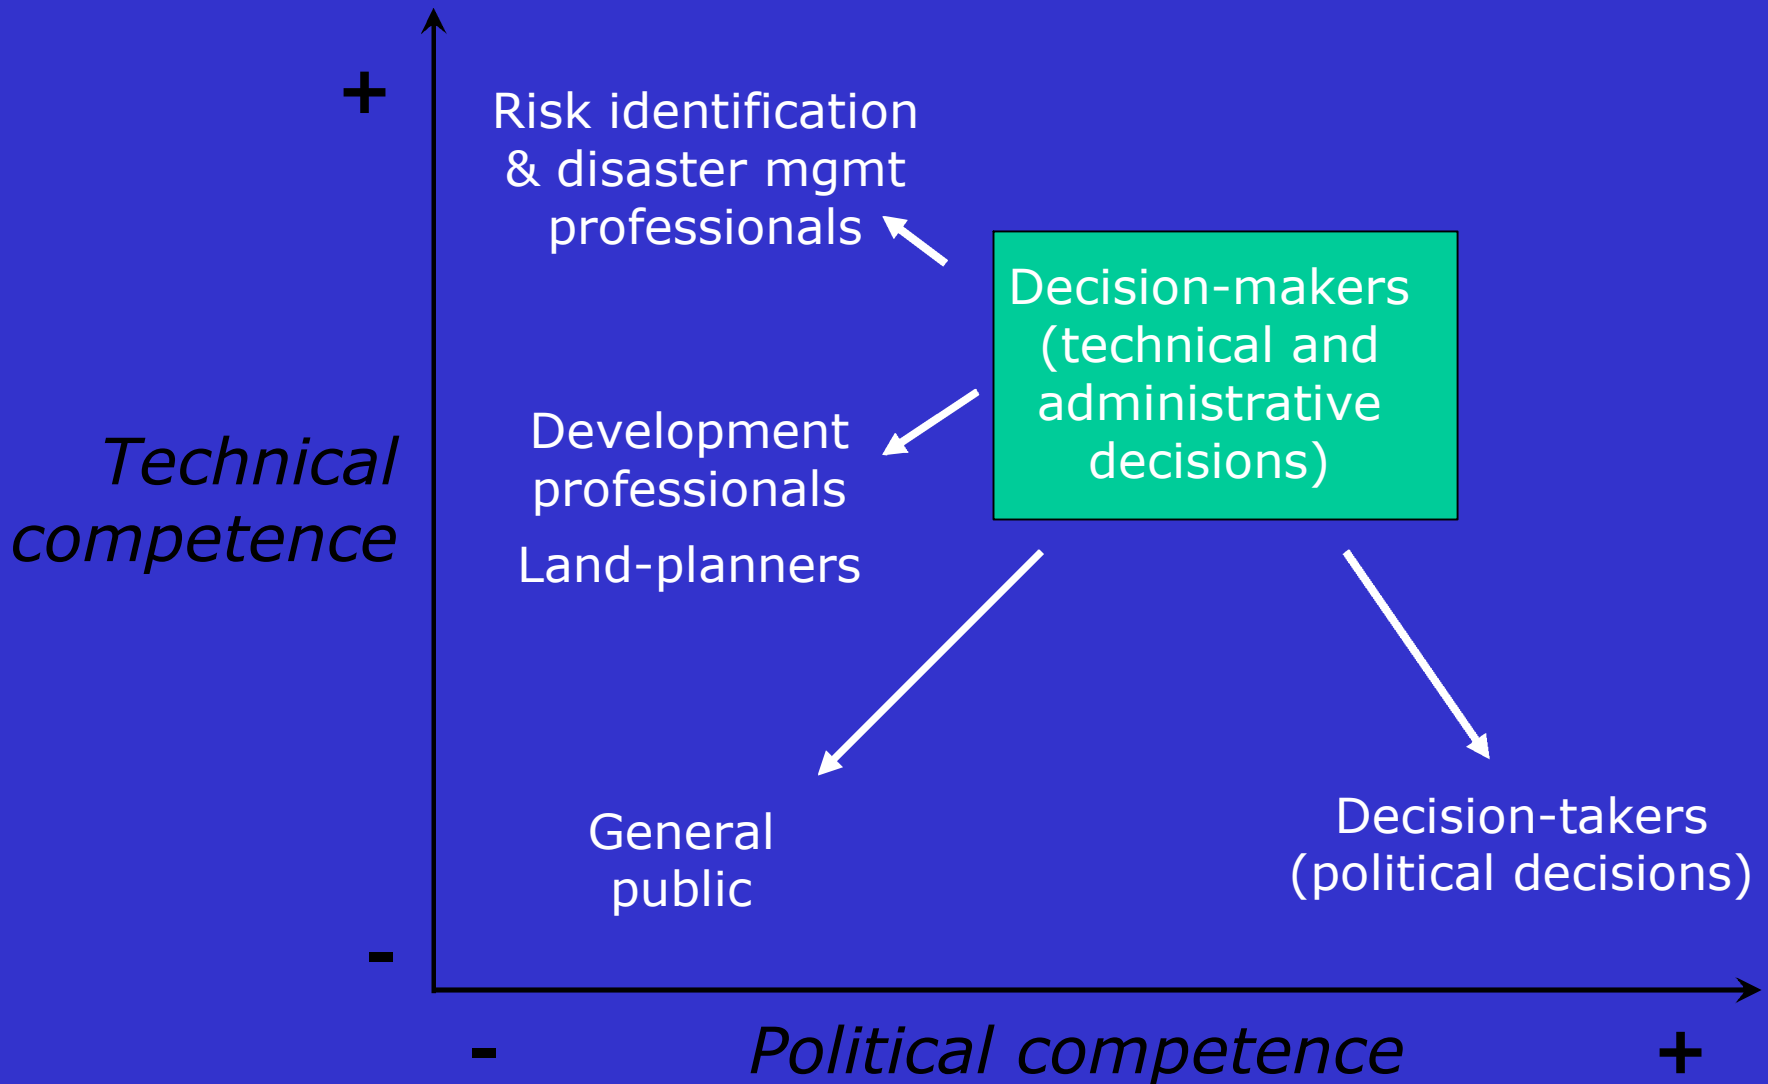 +
Risk identification
& disaster mgmt
professionals
Decision-makers
(technical and
administrative
decisions)
Development
professionals
Land-planners
Technical
competence
General
public
Decision-takers
(political decisions)
-
-
Political competence
+